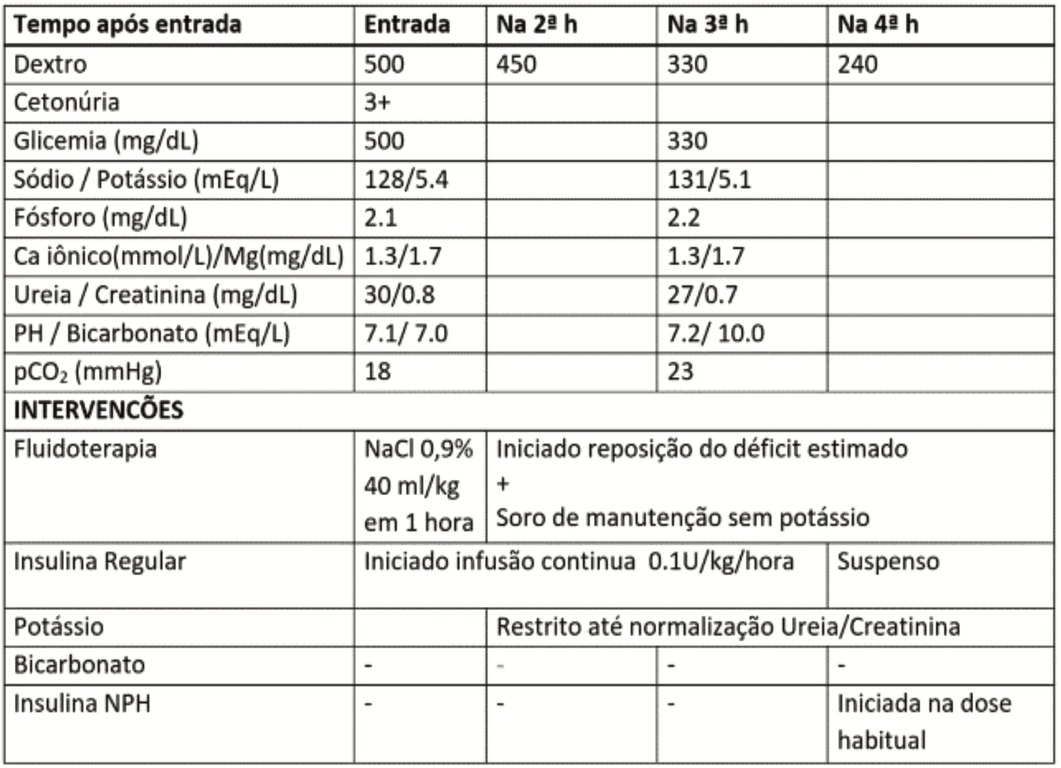 Tempo após entrada Entrada Na 2ª h Na 3ª h Na 4ª h
Dextro 500 450 330 240
Cetonúria 3+
Glicemia (mg/dL) 500 330
Sódio / Potássio (mEq/L) 128/5.4 131/5.1
Fósforo (mg/dL) 2.1 2.2
Ca iônico(mmol/L)/Mg(mg/dL) 1.3/1.7 1.3/1.7
Ureia / Creatinina (mg/dL) 30/0.8 27/0.7
PH / Bicarbonato (mEq/L) 7.1/ 7.0 7.2/ 10.0
pCO₂ (mmHg) 18 23
INTERVENCÕES
Fluidoterapia NaCl 0,9% Iniciado reposição do déficit estimado
40 ml/kg +
em 1 hora Soro de manutenção sem potássio
Insulina Regular Iniciado infusão continua 0.1U/kg/hora Suspenso
Potássio Restrito até normalização Ureia/Creatinina
Bicarbonato - - - -
Insulina NPH - - - Iniciada na dose
habitual